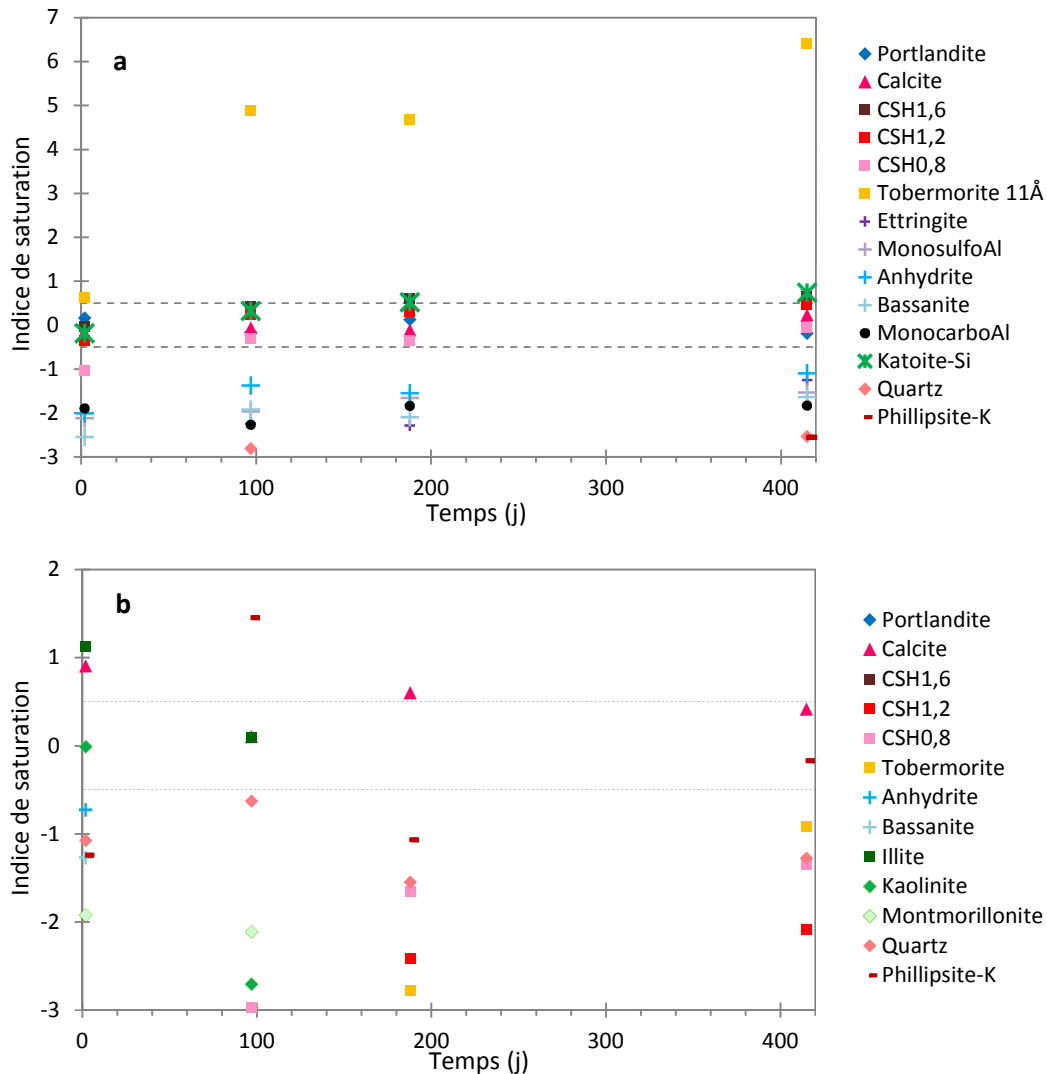 7
6
5
4
3
2
1
0
-1
-2
-3
Indice de saturation
a
0
100
200
300
400
Temps (j)
Portlandite
Calcite
CSH1,6
CSH1,2
CSH0,8
Tobermorite 11Å
Ettringite
MonosulfoAl
Anhydrite
Bassanite
MonocarboAl
Katoite-Si
Quartz
Phillipsite-K
2
1
0
-1
-2
-3
Indice de saturation
b
0
100
200
300
400
Temps (j)
Portlandite
Calcite
CSH1,6
CSH1,2
CSH0,8
Tobermorite
Anhydrite
Bassanite
Illite
Kaolinite
Montmorillonite
Quartz
Phillipsite-K